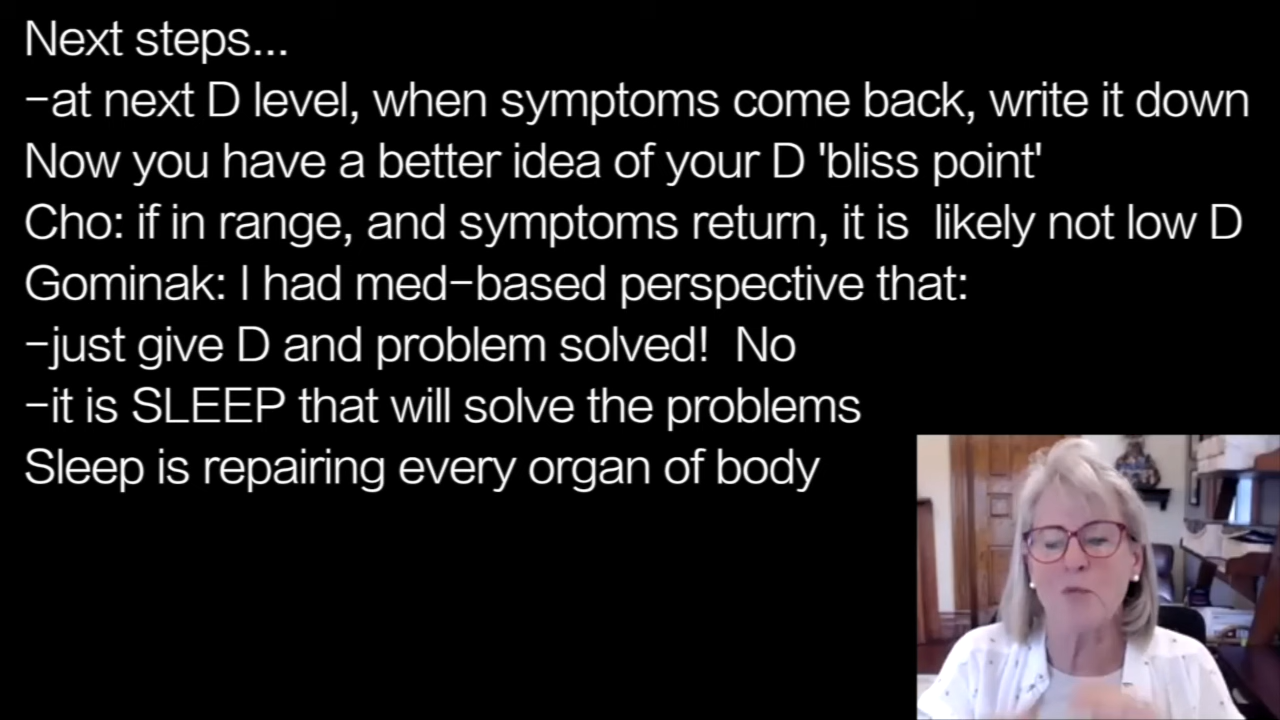 Next steps...
-at next D level, when symptoms come back, write it down
Now you have a better idea of your D 'bliss point'
Cho: if in range, and symptoms return, it is  likely not low D
Gominak: I had med-based perspective that:
-just give D and problem solved!  No
-it is SLEEP that will solve the problems
Sleep is repairing every organ of body